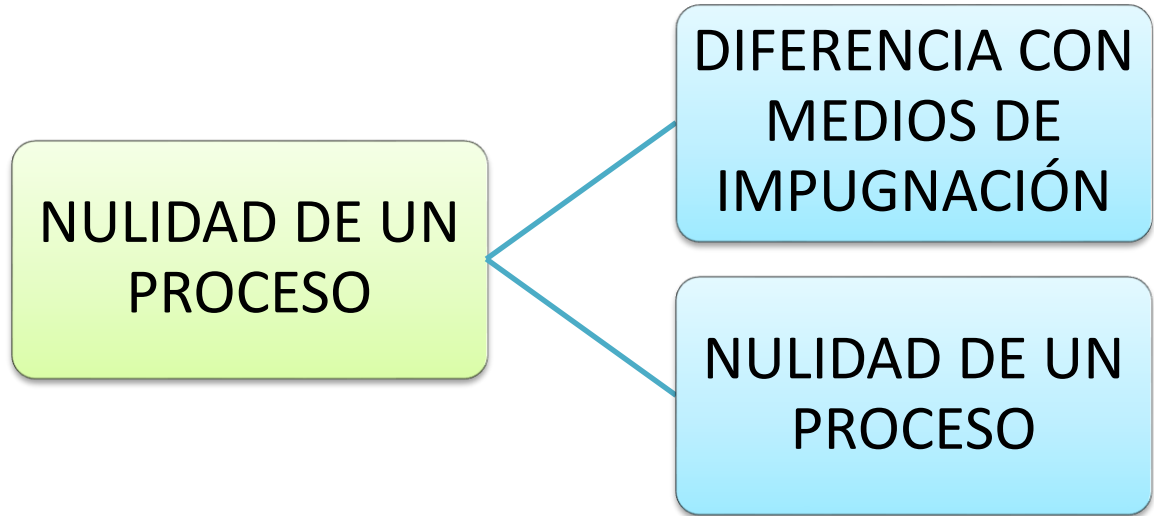 NULIDAD DE UN
PROCESO
DIFERENCIA CON
MEDIOS DE
IMPUGNACIÓN
NULIDAD DE UN
PROCESO